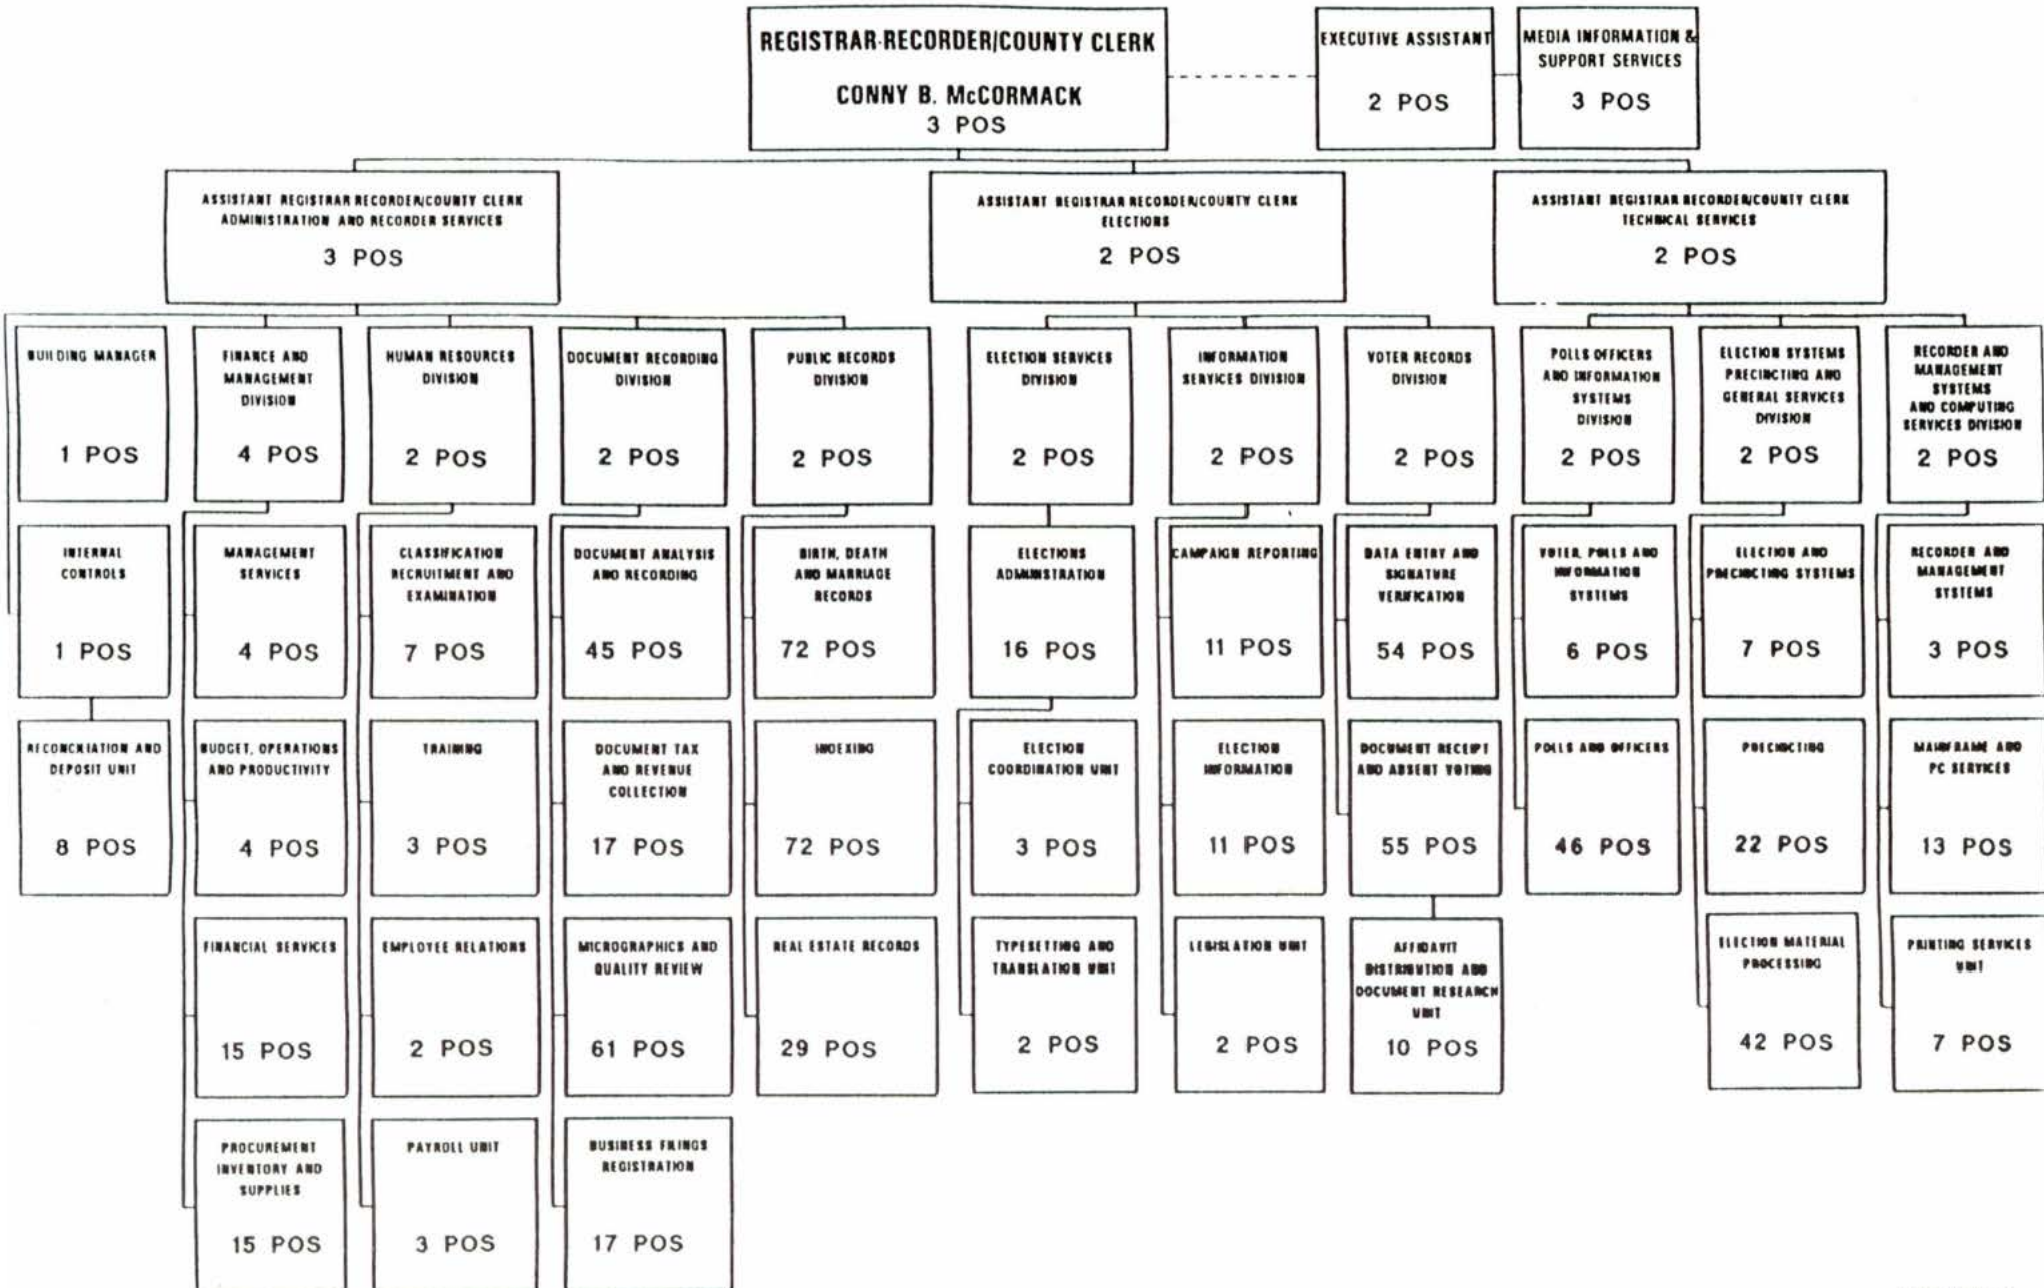 REGISTRAR-RECORDER/COUNTY CLERK
CONNY B. McCORMACK
3 POS
EXECUTIVE ASSISTANT
2 POS
MEDIA INFORMATION &
SUPPORT SERVICES
3 POS
ASSISTANT REGISTRAR RECORDER/COUNTY CLERK
ADMINISTRATION AND RECORDER SERVICES
3 POS
ASSISTANT REGISTRAR RECORDER/COUNTY CLERK
ELECTIONS
2 POS
ASSISTANT REGISTRAR RECORDER/COUNTY CLERK
TECHNICAL SERVICES
2 POS
BUILDING MANAGER
1 POS
FINANCE AND
MANAGEMENT
DIVISION
4 POS
HUMAN RESOURCES
DIVISION
2 POS
DOCUMENT RECORDING
DIVISION
2 POS
PUBLIC RECORDS
DIVISION
2 POS
ELECTION SERVICES
DIVISION
2 POS
INFORMATION
SERVICES DIVISION
2 POS
VOTER RECORDS
DIVISION
2 POS
POLLS OFFICERS
AND INFORMATION
SYSTEMS
DIVISION
2 POS
ELECTION SYSTEMS
PRECINCTING AND
GENERAL SERVICES
DIVISION
2 POS
RECORDER AND
MANAGEMENT
SYSTEMS
AND COMPUTING
SERVICES DIVISION
2 POS
INTERNAL
CONTROLS
1 POS
MANAGEMENT
SERVICES
4 POS
CLASSIFICATION
RECRUITMENT AND
EXAMINATION
7 POS
DOCUMENT ANALYSIS
AND RECORDING
45 POS
BIRTH, DEATH
AND MARRIAGE
RECORDS
72 POS
ELECTIONS
ADMINISTRATION
16 POS
CAMPAIGN REPORTING
11 POS
DATA ENTRY AND
SIGNATURE
VERIFICATION
54 POS
VOTER, POLLS AND
INFORMATION
SYSTEMS
6 POS
ELECTION AND
PRECINCTING SYSTEMS
7 POS
RECORDER AND
MANAGEMENT
SYSTEMS
3 POS
RECONCILIATION AND
DEPOSIT UNIT
8 POS
BUDGET, OPERATIONS
AND PRODUCTIVITY
4 POS
TRAINING
3 POS
DOCUMENT TAX
AND REVENUE
COLLECTION
17 POS
INDEXING
72 POS
ELECTION
COORDINATION UNIT
3 POS
ELECTION
INFORMATION
11 POS
DOCUMENT RECEIPT
AND ABSENT VOTING
55 POS
POLLS AND OFFICERS
46 POS
PRECINCTING
22 POS
MAINFRAME AND
PC SERVICES
13 POS
FINANCIAL SERVICES
15 POS
EMPLOYEE RELATIONS
2 POS
MICROGRAPHICS AND
QUALITY REVIEW
61 POS
REAL ESTATE RECORDS
29 POS
TYPESETTING AND
TRANSLATION UNIT
2 POS
LEGISLATION UNIT
2 POS
AFFIDAVIT
DISTRIBUTION AND
DOCUMENT RESEARCH
UNIT
10 POS
ELECTION MATERIAL
PROCESSING
42 POS
PRINTING SERVICES
UNIT
7 POS
PROCUREMENT
INVENTORY AND
SUPPLIES
15 POS
PAYROLL UNIT
3 POS
BUSINESS FILINGS
REGISTRATION
17 POS